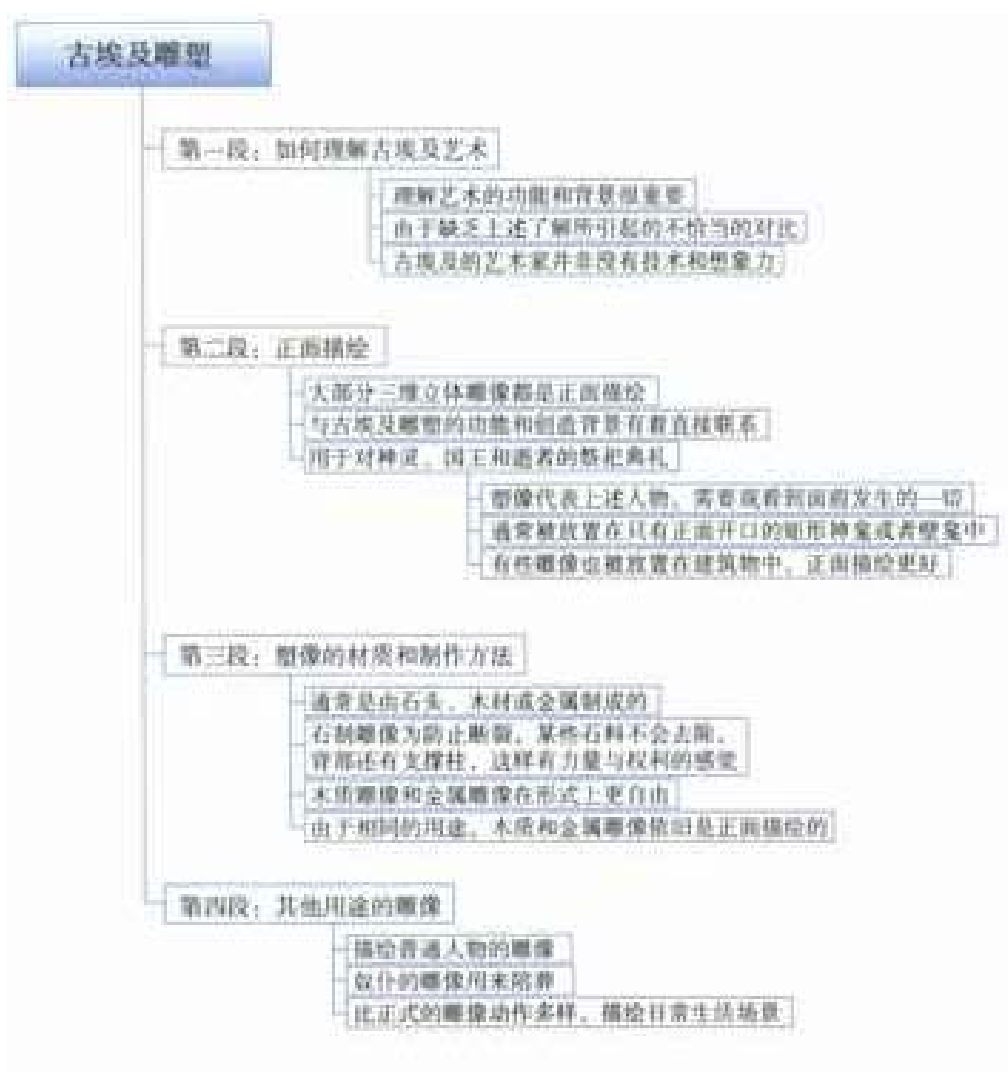 古埃及雕塑
第一段：如何理解古埃及艺术
理解艺术的功能和背景很重要
由于缺乏上述了解所引起的不恰当的对比
古埃及的艺术家并非没有技术和想象力
第二段：正面描绘
大部分三维立体雕像都是正面描绘
与古埃及雕塑的功能和创造背景有着直接联系
用于对神灵、国王和逝者的祭祀典礼
塑像代表上述人物，需要观看到面前发生的一切
通常被放置在只有正面开口的矩形神龛或者壁龛中
有些雕像也被放置在建筑物中，正面描绘更好
第三段：塑像的材质和制作方法
通常是由石头、木材或金属制成的
石制雕像为防止断裂，某些石料不会去除，
背部还有支撑柱，这样有力量与权利的感觉
木质雕像和金属雕像在形式上更自由
由于相同的用途，木质和金属雕像依旧是正面描绘的
第四段：其他用途的雕像
描绘普通人物的雕像
奴仆的雕像用来陪葬
比正式的雕像动作多样，描绘日常生活场景